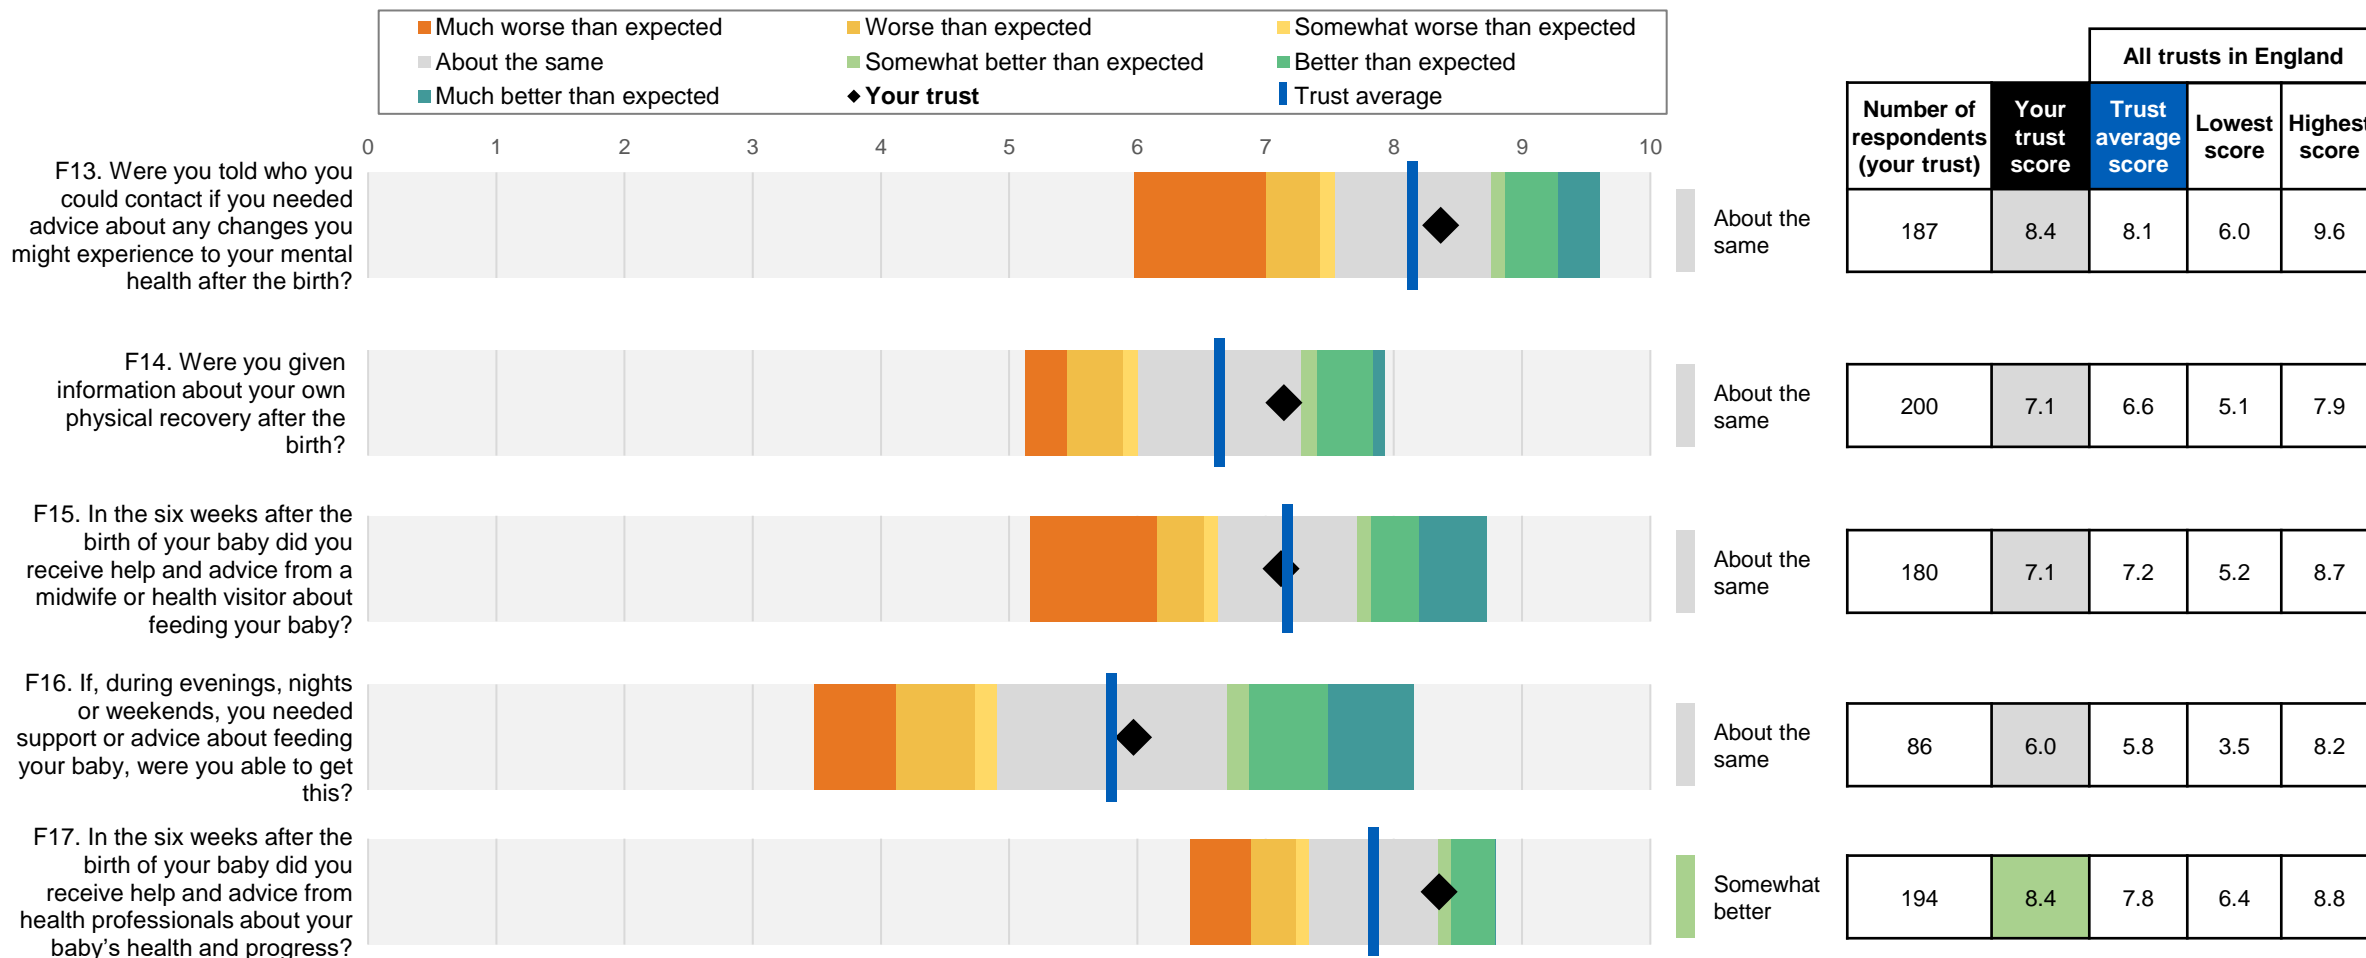 Much worse than expected
Worse than expected
Somewhat worse than expected
About the same
Somewhat better than expected
Better than expected
Much better than expected
Your trust
Trust average
All trusts in England
Number of
respondents
(your trust)
Your
trust
score
Trust
average
score
Lowest
score
Highest
score
0 1 2 3 4 5 6 7 8 9 10
F13. Were you told who you
could contact if you needed
advice about any changes you
might experience to your mental
health after the birth?
About the
same
187 8.4 8.1 6.0 9.6
F14. Were you given
information about your own
physical recovery after the
birth?
About the
same
200 7.1 6.6 5.1 7.9
F15. In the six weeks after the
birth of your baby did you
receive help and advice from a
midwife or health visitor about
feeding your baby?
About the
same
180 7.1 7.2 5.2 8.7
F16. If, during evenings, nights
or weekends, you needed
support or advice about feeding
your baby, were you able to get
this?
About the
same
86 6.0 5.8 3.5 8.2
F17. In the six weeks after the
birth of your baby did you
receive help and advice from
health professionals about your
baby’s health and progress?
Somewhat
better
194 8.4 7.8 6.4 8.8